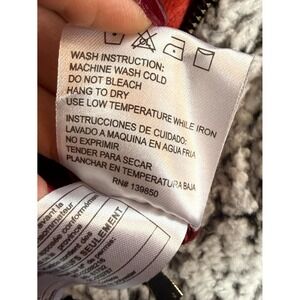 WASH INSTRUCTION:
MACHINE WASH COLD
DO NOT BLEACH
HANG TO DRY
USE LOW TEMPERATURE WHILE IRON
INSTRUCCIONES DE CUIDADO:
LAVADO A MAQUINA EN AGUA FRIA
NO EXPRIMIR
TENDER PARA SECAR
PLANCHAR EN TEMPERATURA BAJA
RN# 139850
SEULEMENT